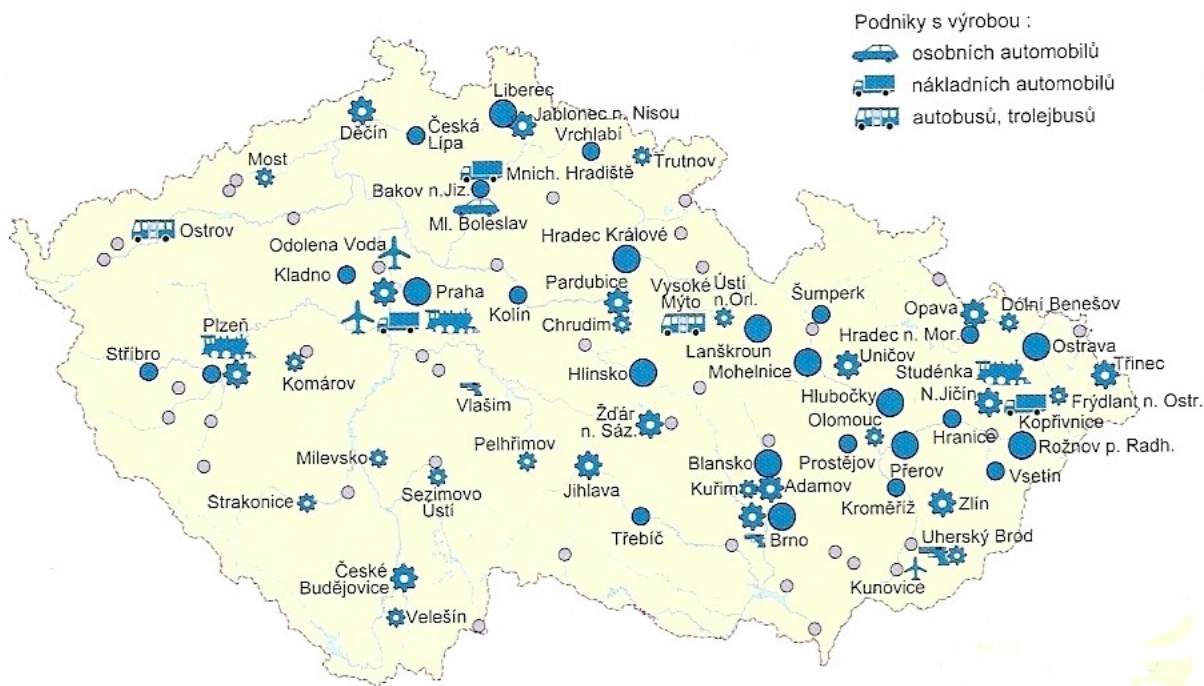 Podniky s výrobou :
osobních automobilů
nákladních automobilů
autobusů, trolejbusů
Liberec
Jablonec n. Nisou
Děčín
Česká
Lípa
Vrchlabí
Trutnov
Most
Mnich. Hradiště
Bakov n.Jiz.
Ml. Boleslav
Ostrov
Odolena Voda
Hradec Králové
Kladno
Praha
Kolín
Pardubice
Vysoké
Mýto
Ústí
n.Orl.
Šumperk
Opava
Dolní Benešov
Chrudim
Hradec n. Mor.
Ostrava
Plzeň
Lanškroun
Mohelnice
Uničov
Studénka
Třinec
Stříbro
Komárov
Hlinsko
Vlašim
Hlubočky
N.Jičín
Frýdlant n. Ostr.
Kopřivnice
Žďár
n. Sáz.
Olomouc
Hranice
Rožnov p. Radh.
Pelhřimov
Milevsko
Prostějov
Přerov
Vsetín
Blansko
Jihlava
Kuřim
Adamov
Kroměříž
Zlín
Strakonice
Sezimovo
Ústí
Třebíč
Brno
Uherský Brod
Kunovice
České
Budějovice
Velešín